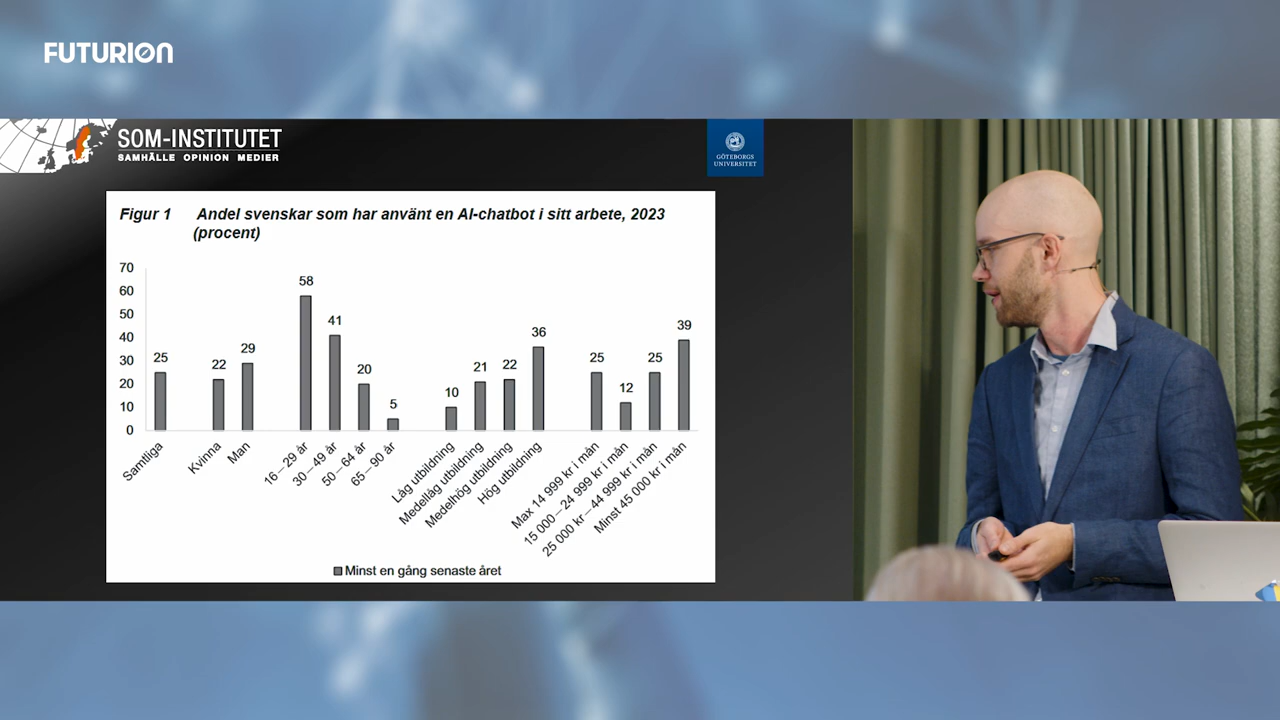 FUTURION
SOM-INSTITUTET
SAMHÄLLE OPINION MEDIER
GÖTEBORGS
UNIVERSITET
Figur 1 Andel svenskar som har använt en AI-chatbot i sitt arbete, 2023
(procent)
70
60
50
40
30
20
10
0
25
22
29
58
41
20
5
10
21
22
36
25
12
25
39
Samtliga
Kvinna
Man
16–29 år
30–49 år
50–64 år
65–90 år
Låg utbildning
Medellåg utbildning
Medelhög utbildning
Hög utbildning
Max 14 999 kr i mån
15 000–24 999 kr i mån
25 000 kr–44 999 kr i mån
Minst 45 000 kr i mån
Minst en gång senaste året